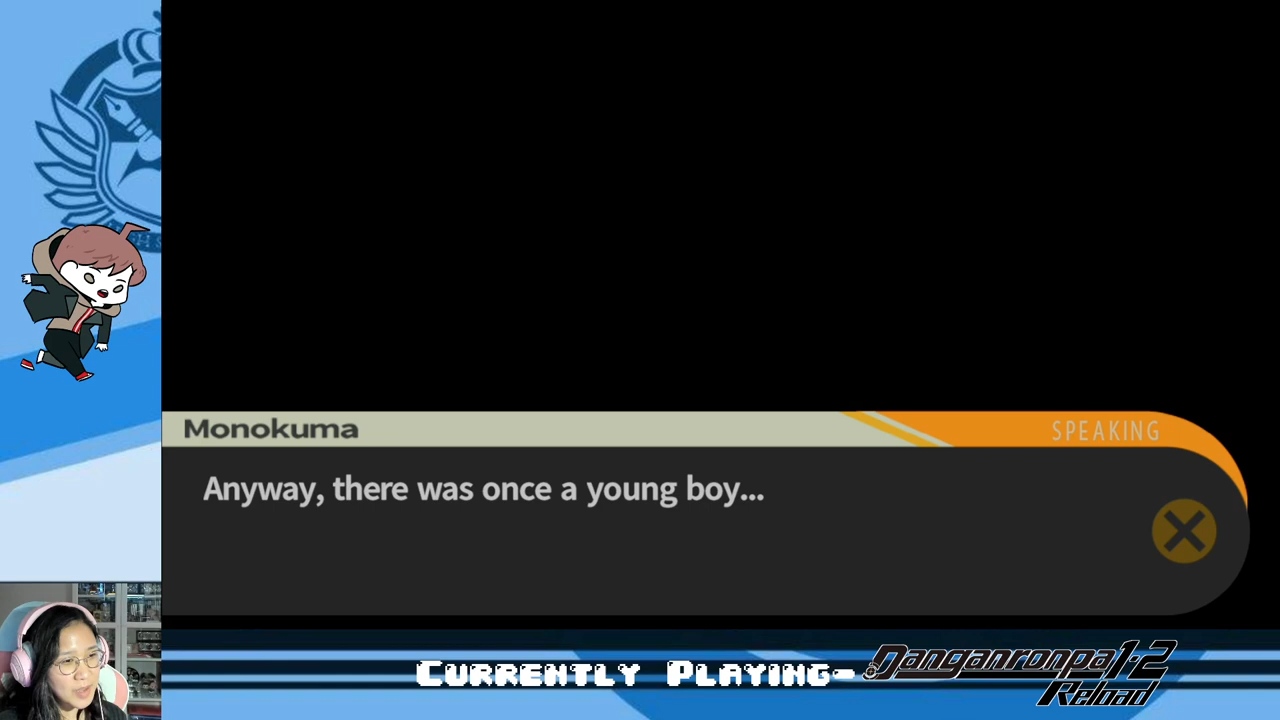 Monokuma
SPEAKING
Anyway, there was once a young boy...
Currently Playing-
Danganronpa 1•2
Reload